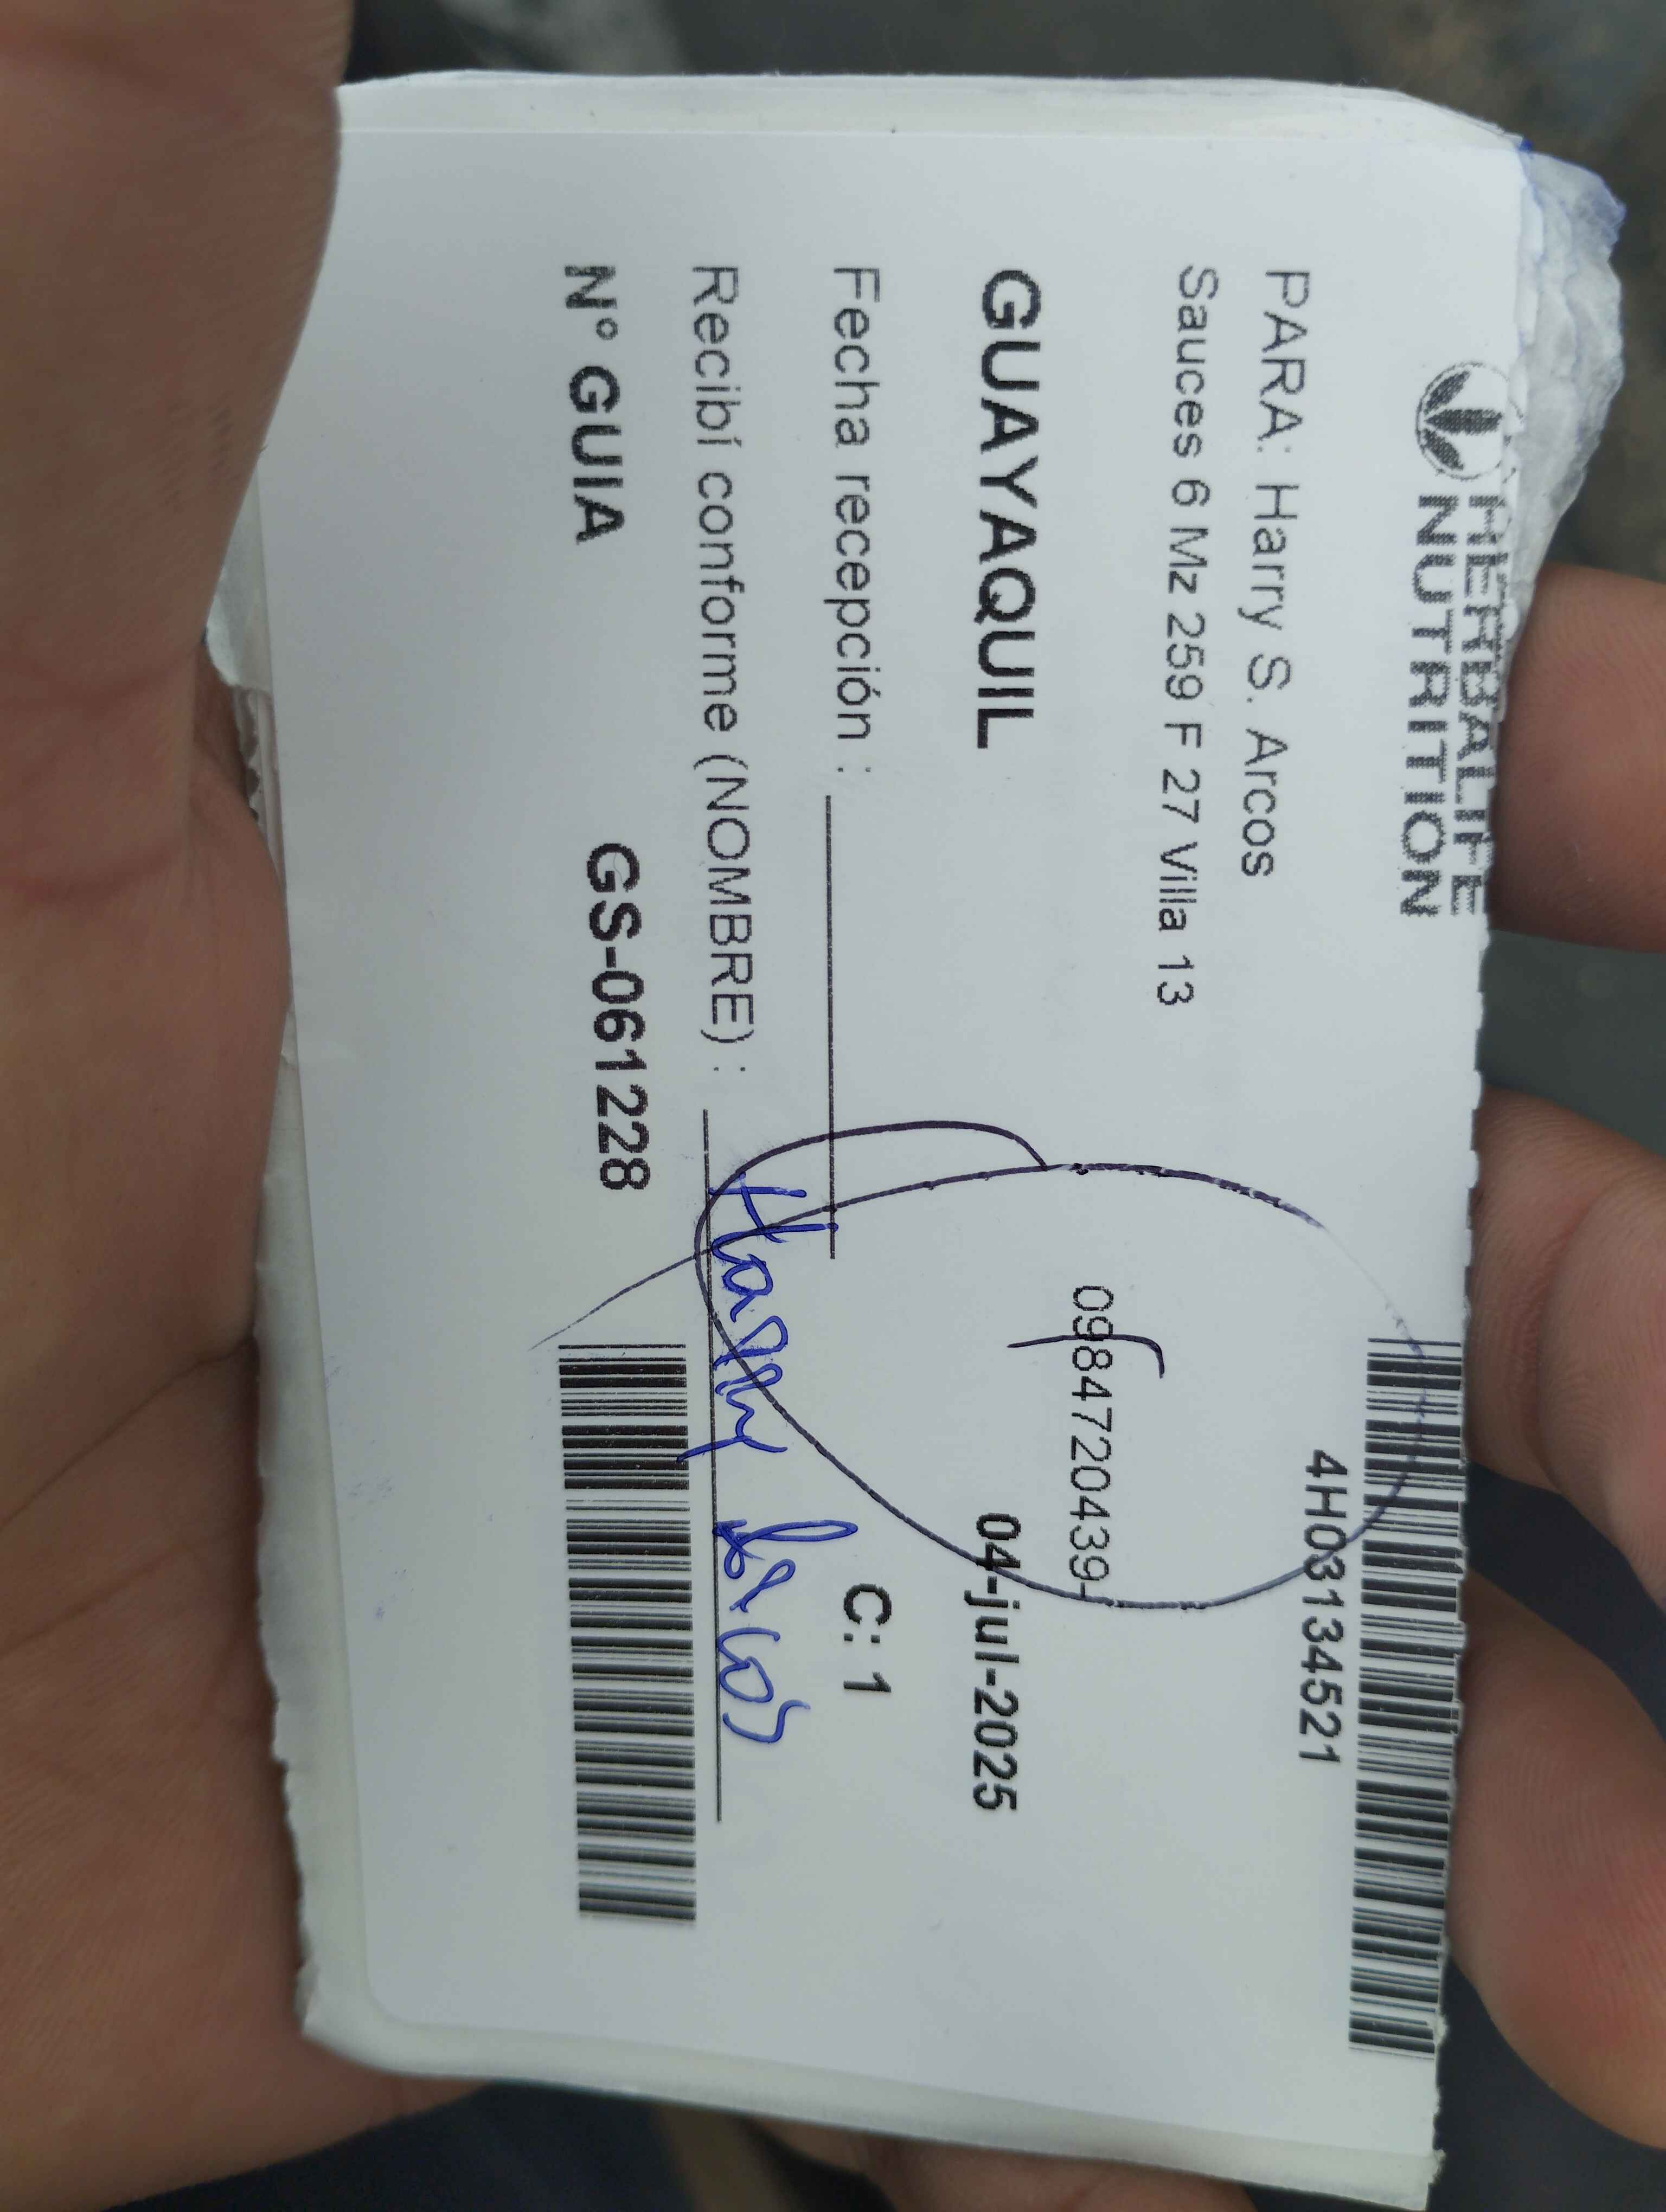 HERBALIFE
NUTRITION
4H03134521
PARA: Harry S. Arcos
Sauces 6 Mz 259 F 27 Villa 13
0984720439-
GUAYAQUIL
04-jul-2025
Fecha recepción :
C: 1
Recibí conforme (NOMBRE) : Harry
N° GUIA GS-061228